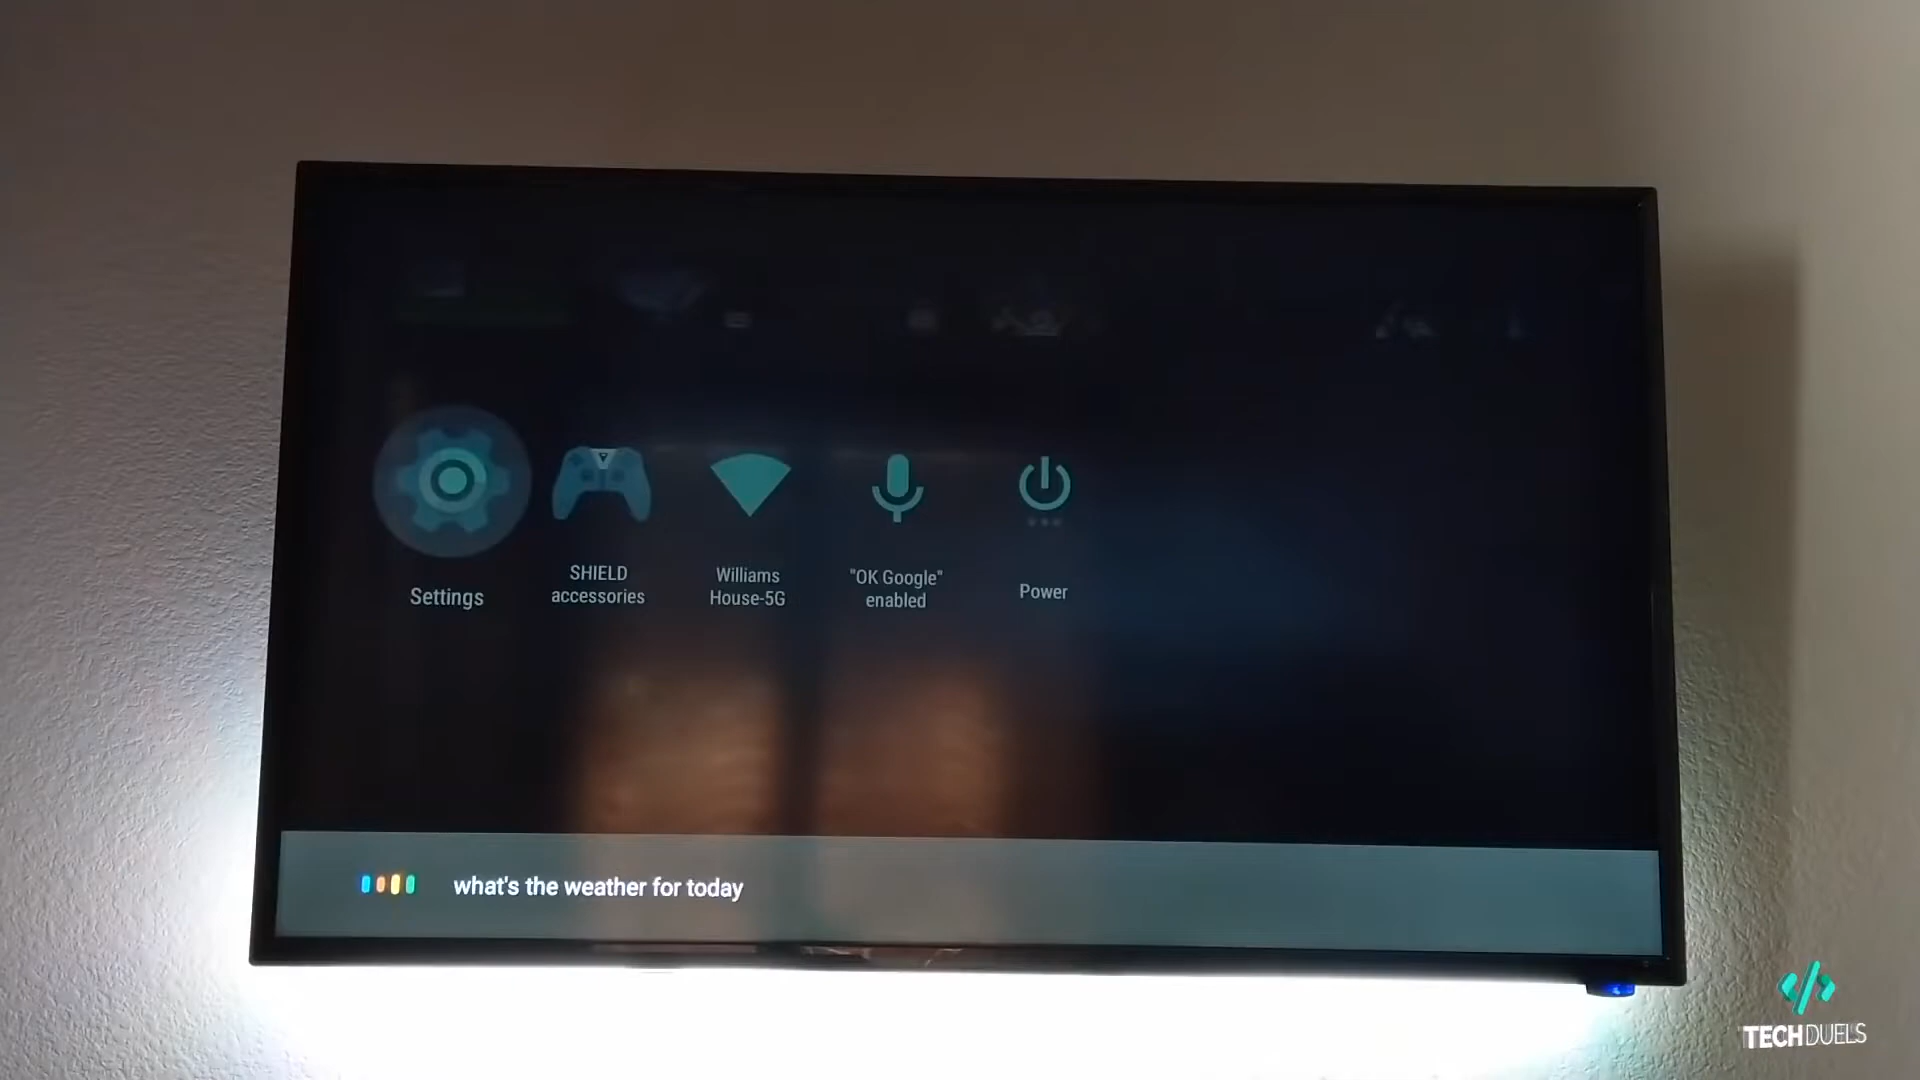 Settings
SHIELD
accessories
Williams
House-5G
"OK Google"
enabled
Power
what's the weather for today
TECHDUELS